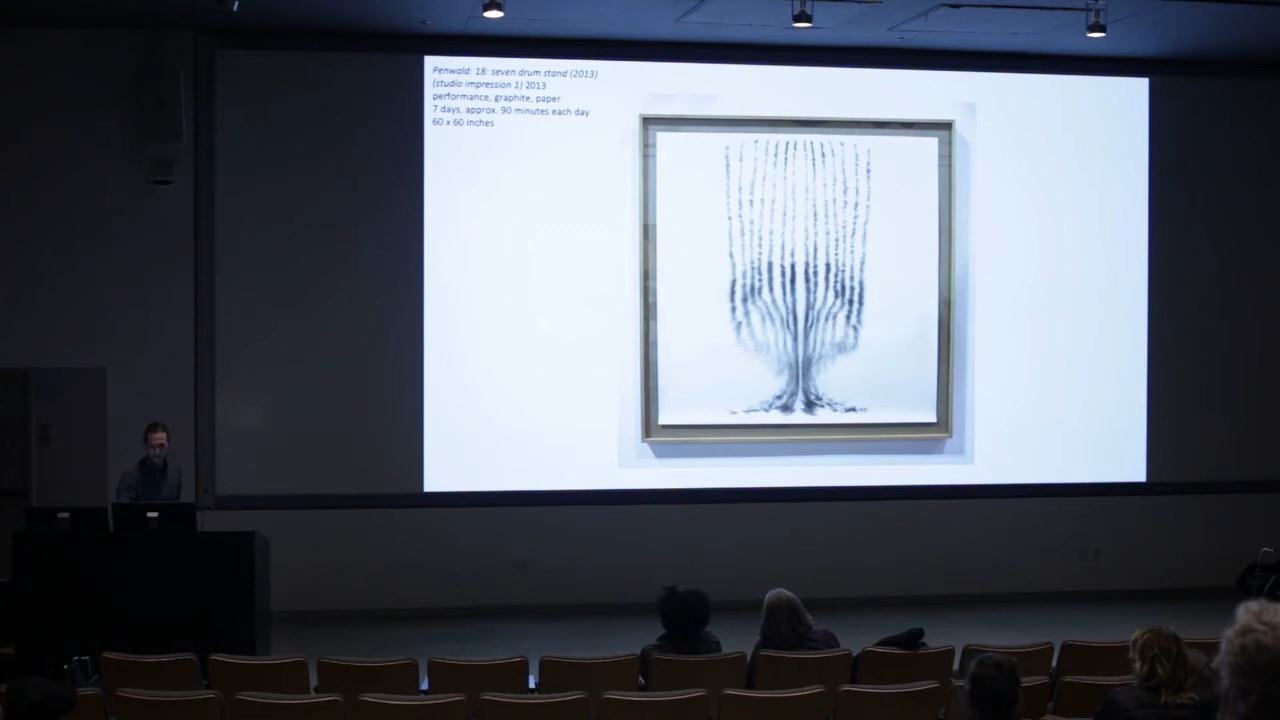 Penwald: 18: seven drum stand (2013)
(studio impression 1) 2013
performance, graphite, paper
7 days, approx. 90 minutes each day
60 x 60 inches